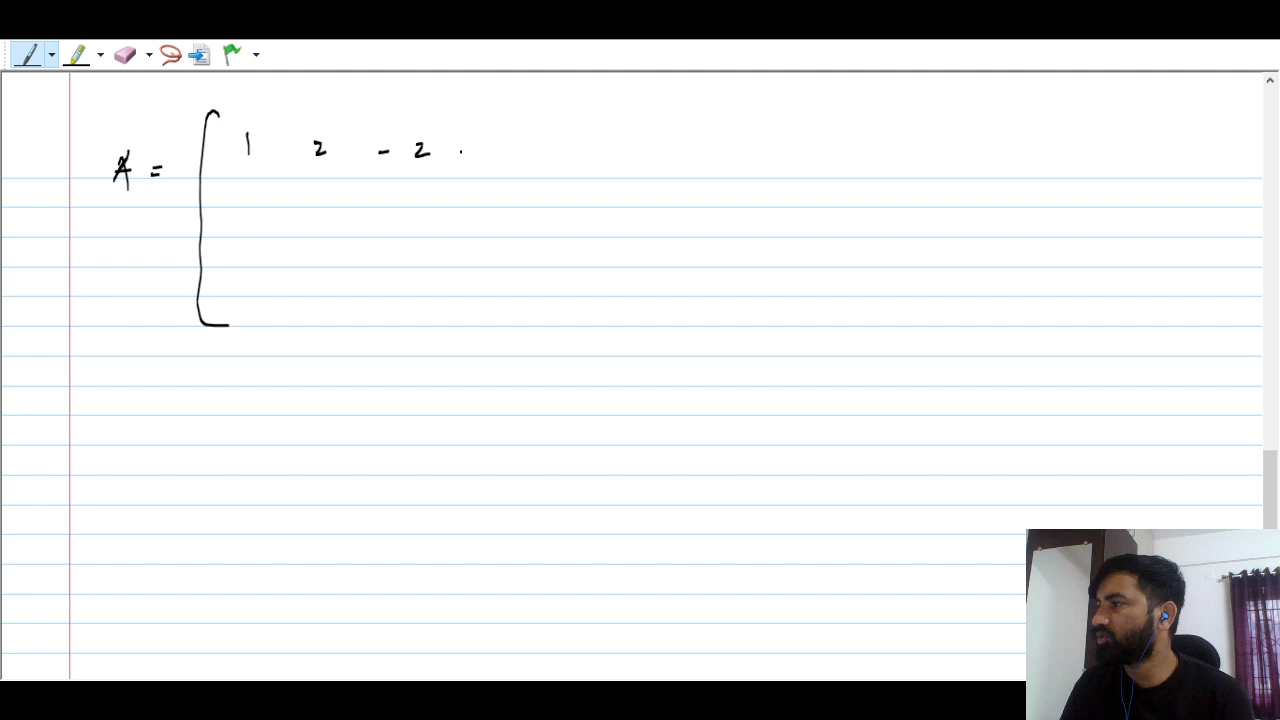 A = [ 1 2 - 2